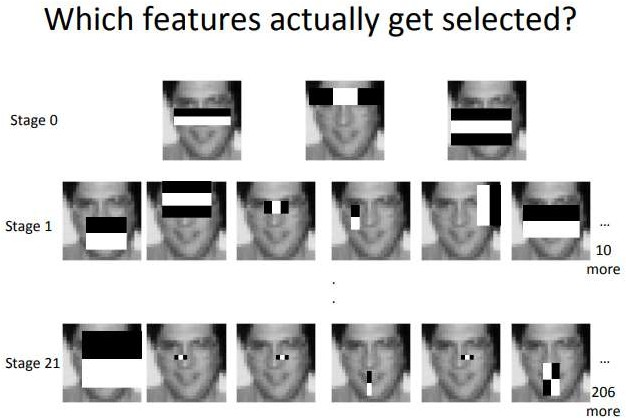 Which features actually get selected?
Stage 0
Stage 1
...
10
more
.
.
Stage 21
...
206
more